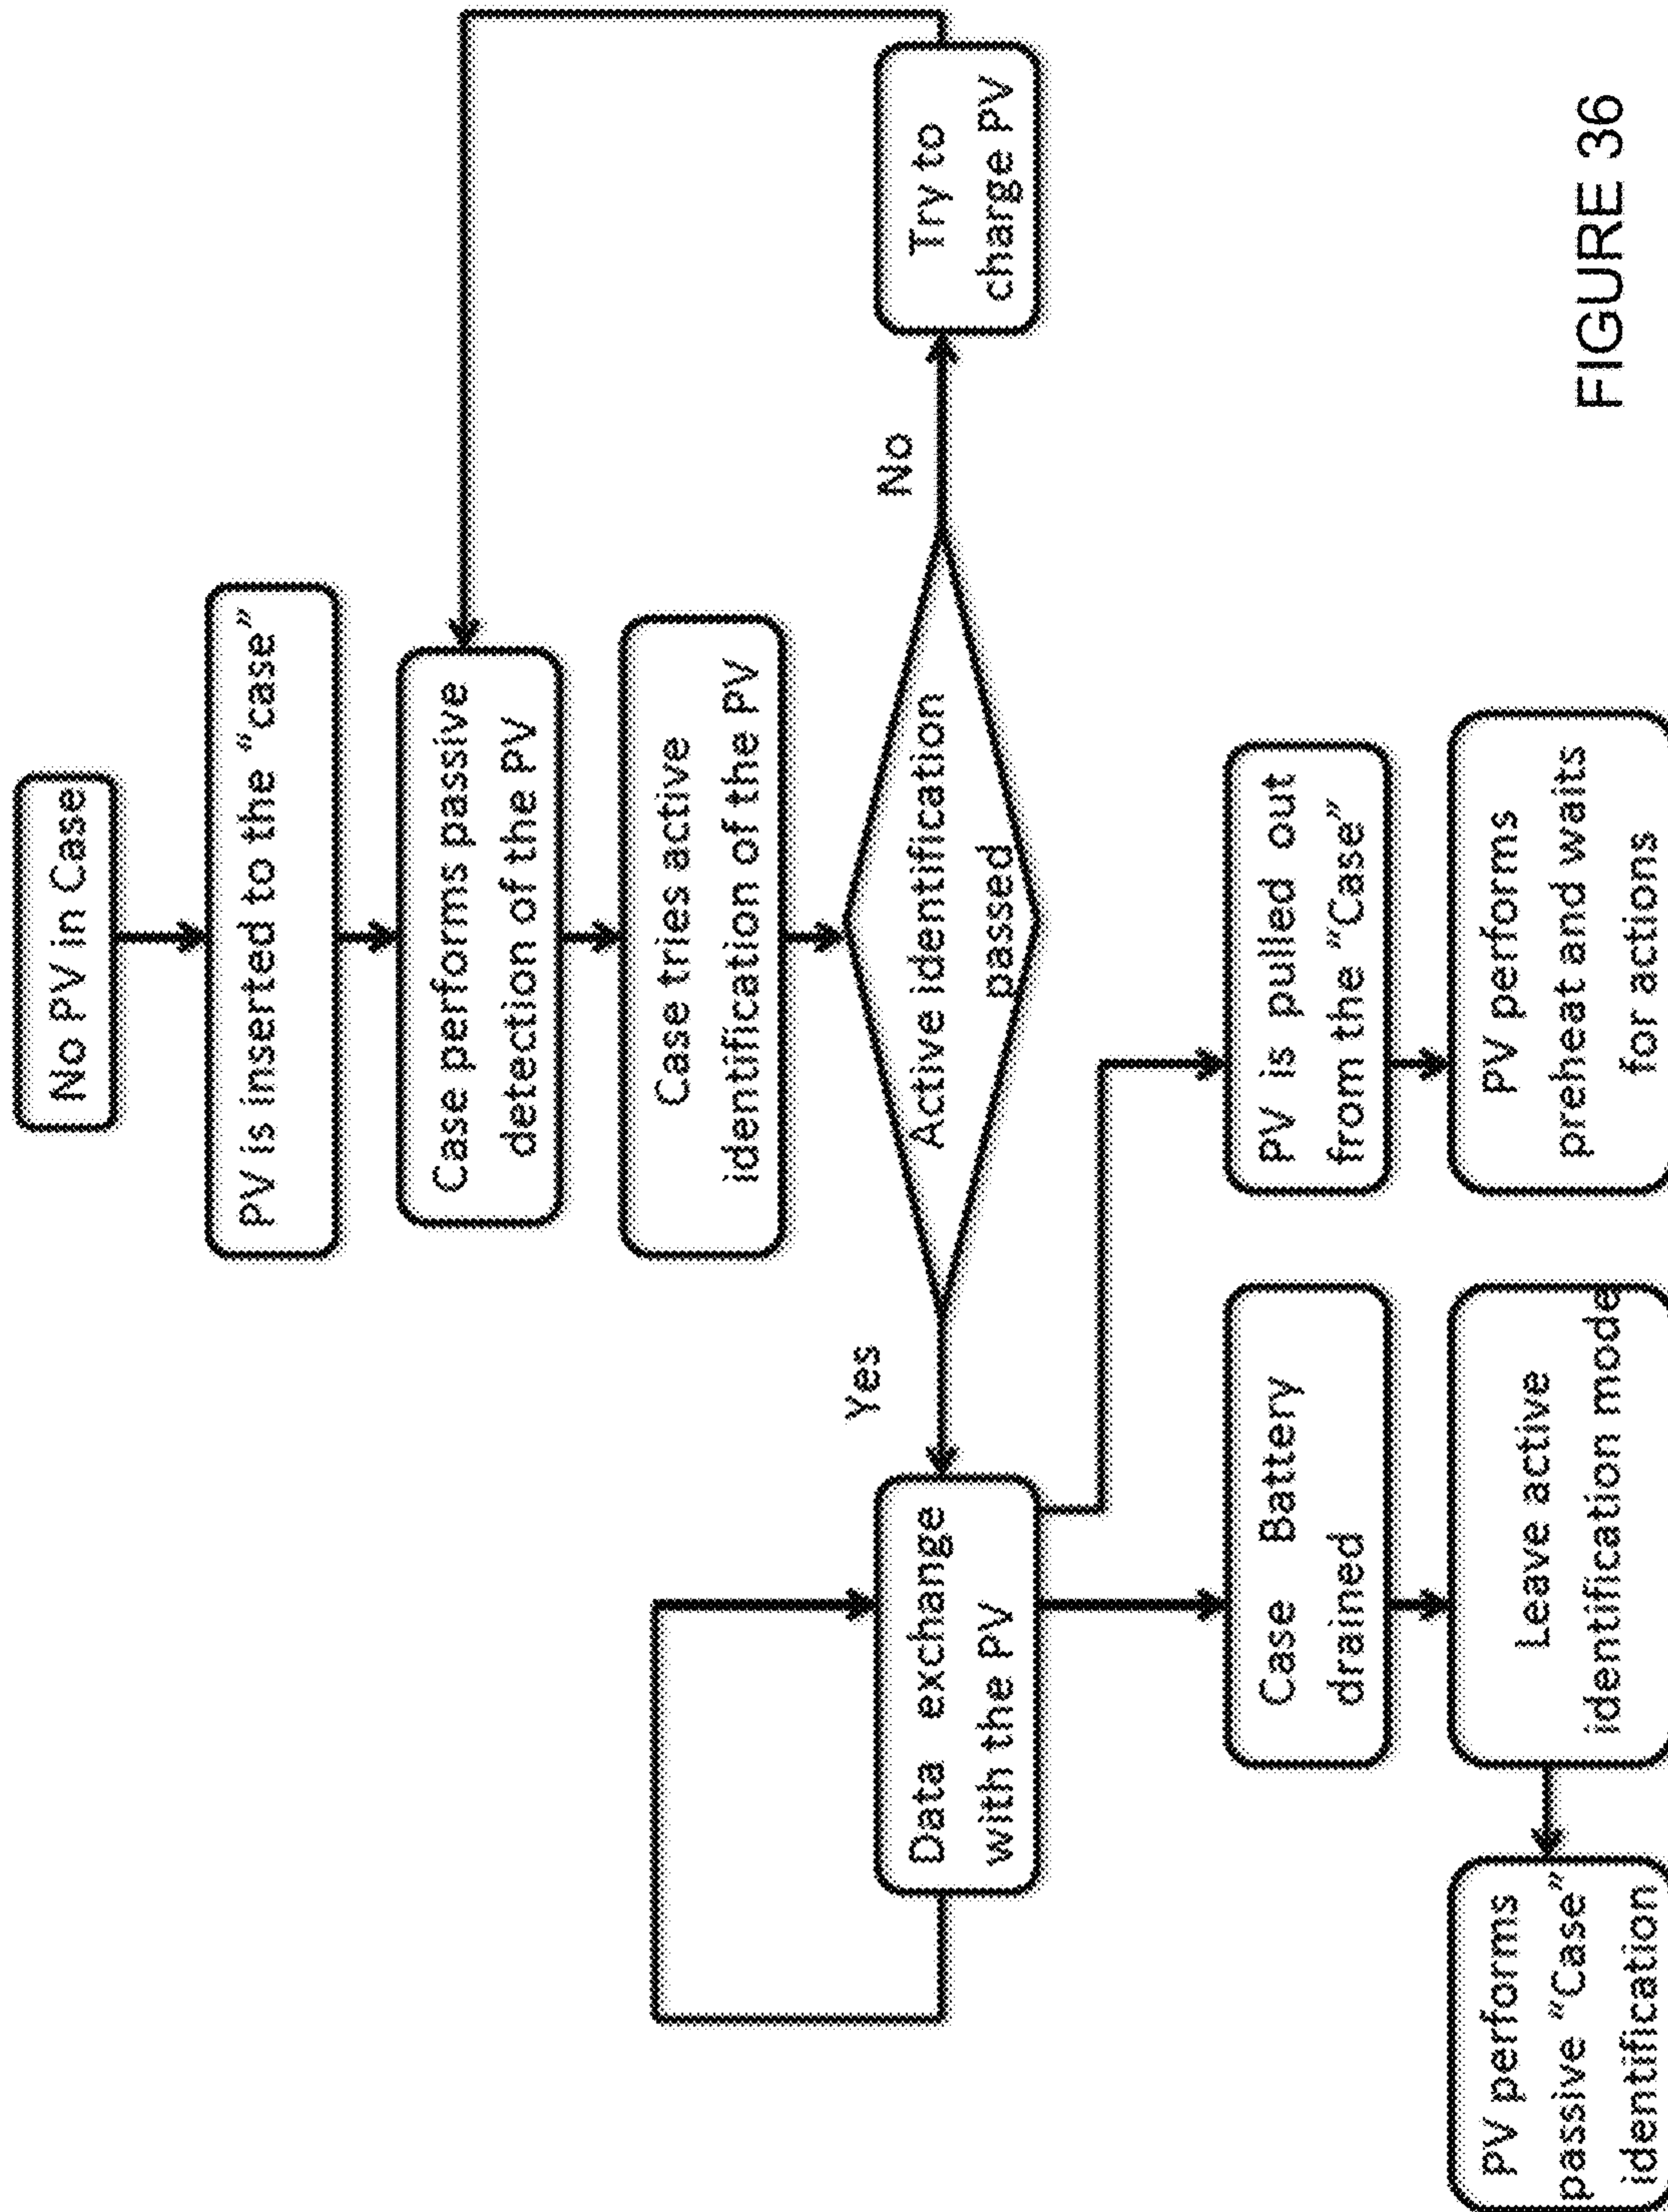 No PV in Case
PV is inserted to the “case”
Case performs passive
detection of the PV
Case tries active
identification of the PV
Active identification
passed
Yes
No
Try to
charge PV
Data exchange
with the PV
Case Battery
drained
PV is pulled out
from the “Case”
Leave active
identification mode
PV performs
preheat and waits
for actions
PV performs
passive “Case”
identification
FIGURE 36